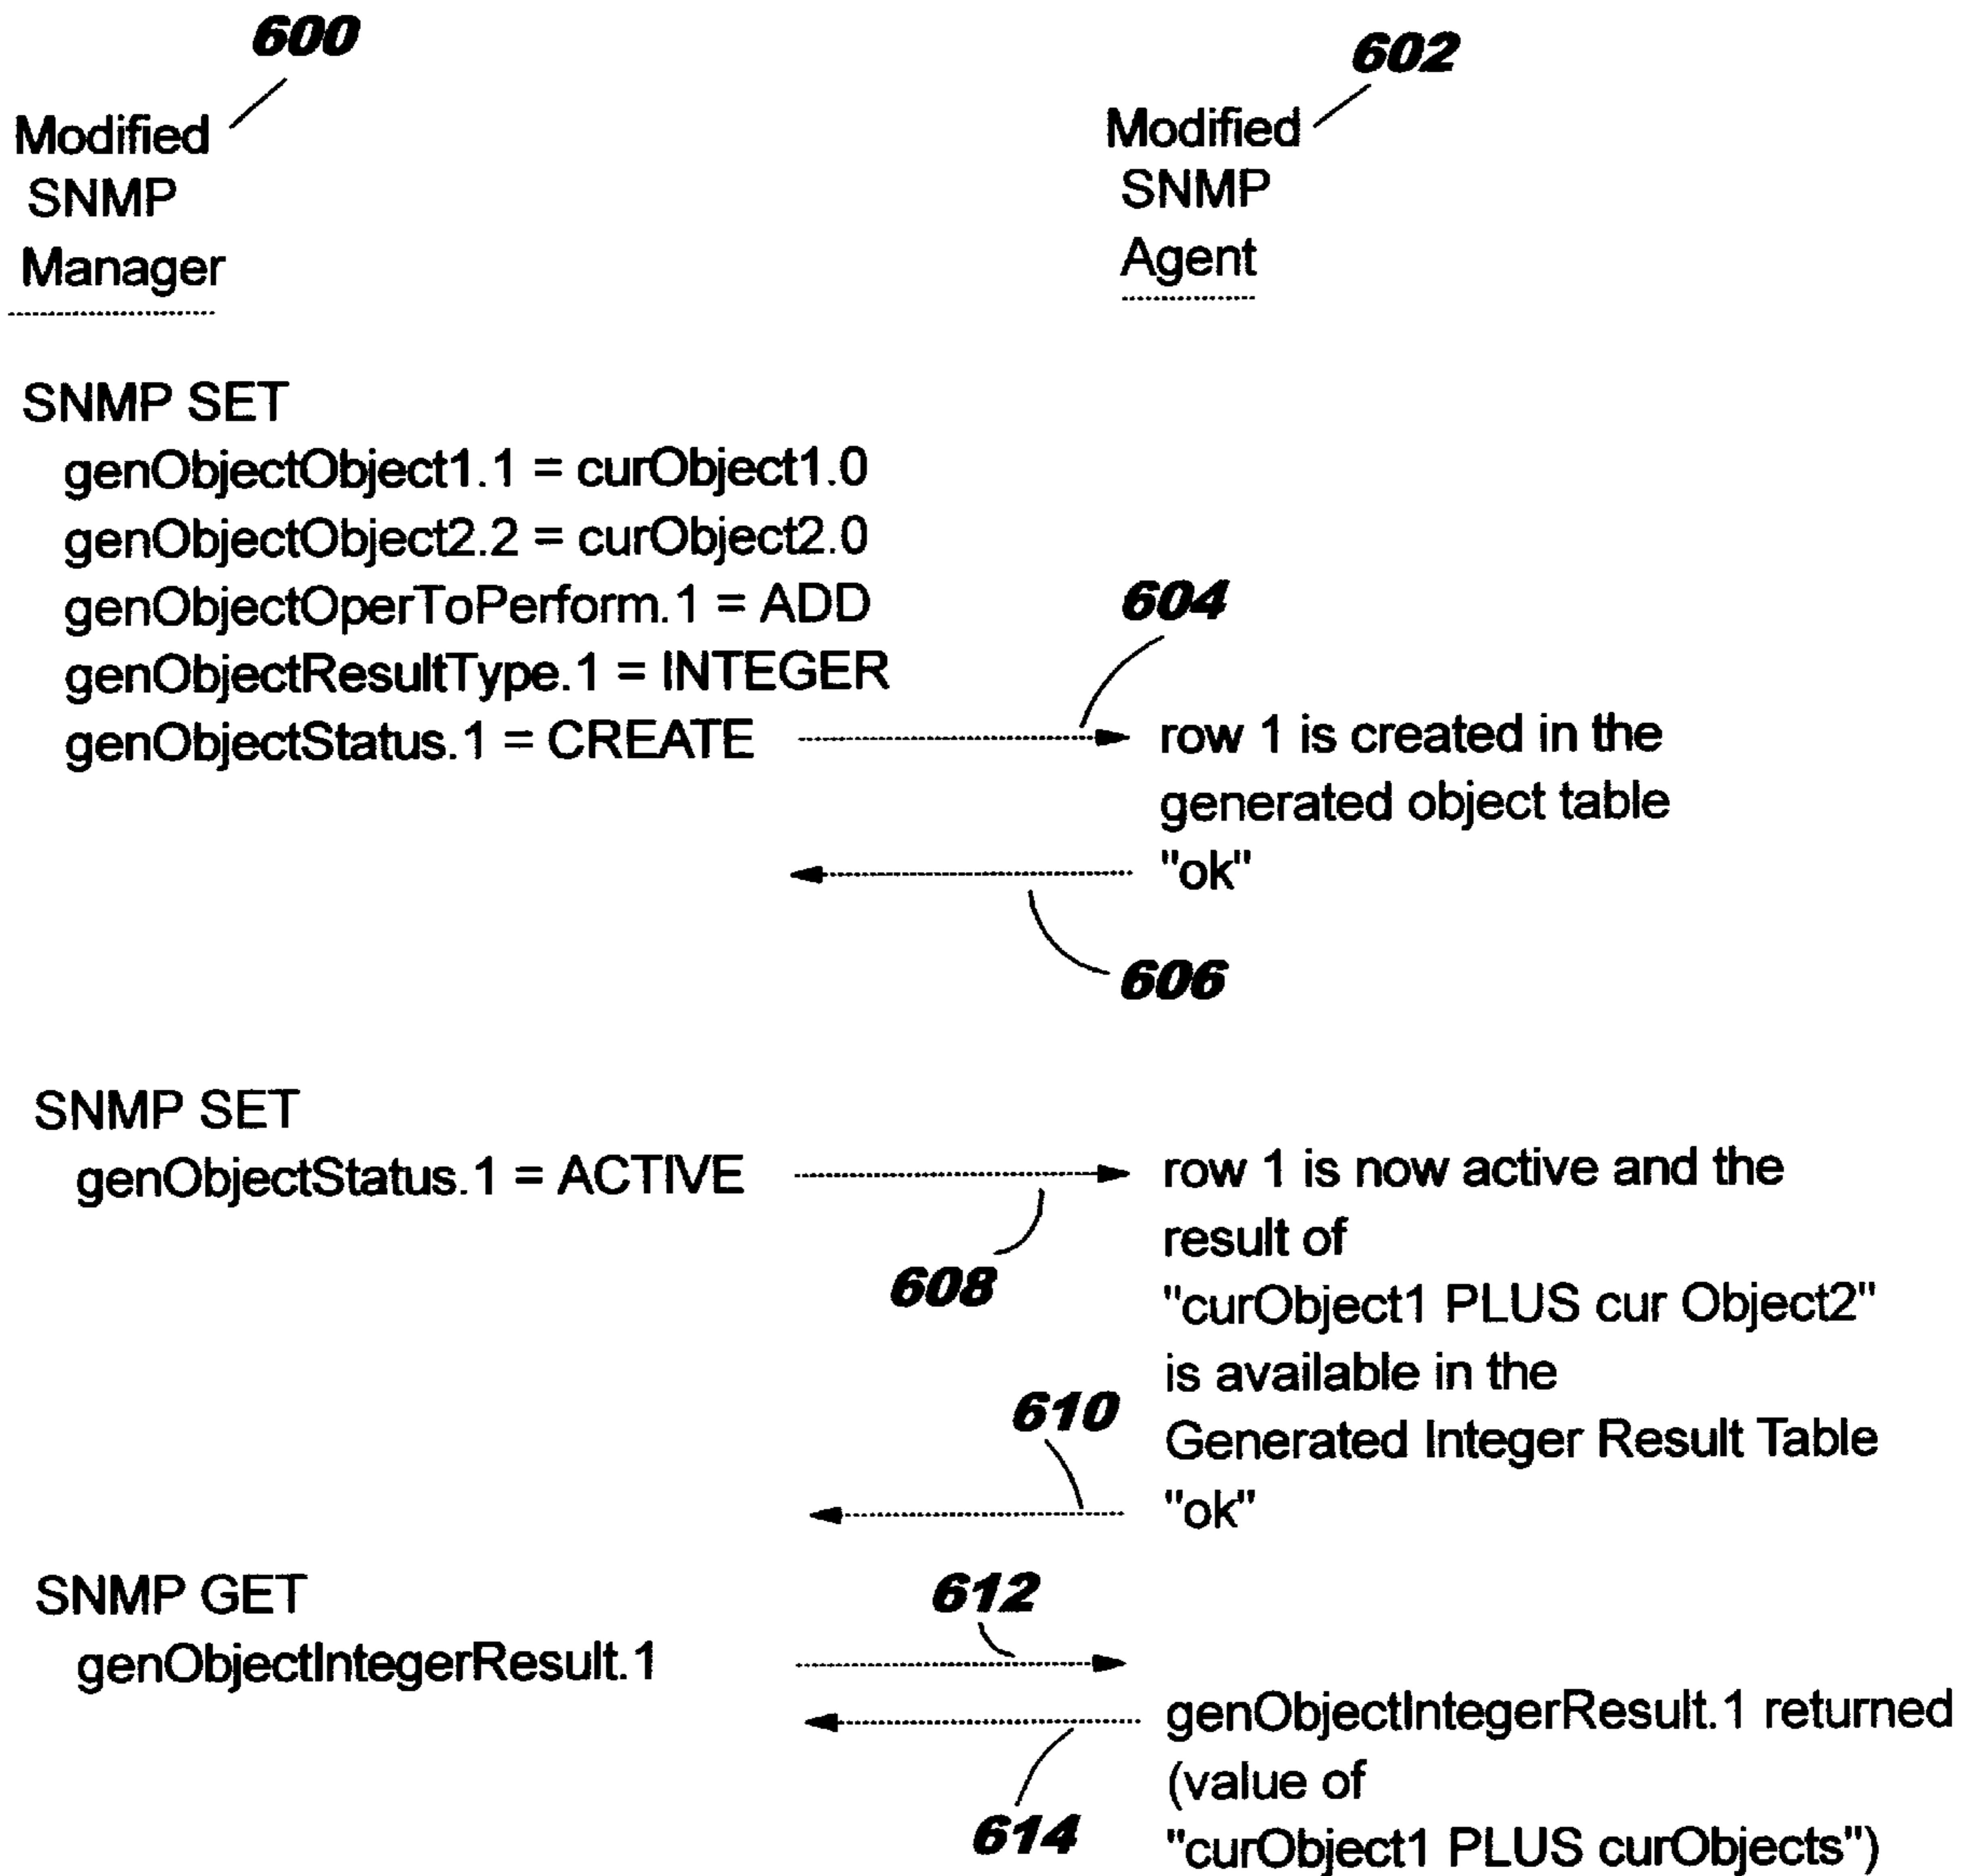 600
602
Modified
SNMP
Manager
Modified
SNMP
Agent
SNMP SET
genObjectObject1.1 = curObject1.0
genObjectObject2.2 = curObject2.0
genObjectOperToPerform.1 = ADD
genObjectResultType.1 = INTEGER
genObjectStatus.1 = CREATE
604
row 1 is created in the
generated object table
"ok"
606
SNMP SET
genObjectStatus.1 = ACTIVE
608
row 1 is now active and the
result of
"curObject1 PLUS cur Object2"
is available in the
Generated Integer Result Table
"ok"
610
SNMP GET
genObjectIntegerResult.1
612
genObjectIntegerResult.1 returned
(value of
"curObject1 PLUS curObjects")
614